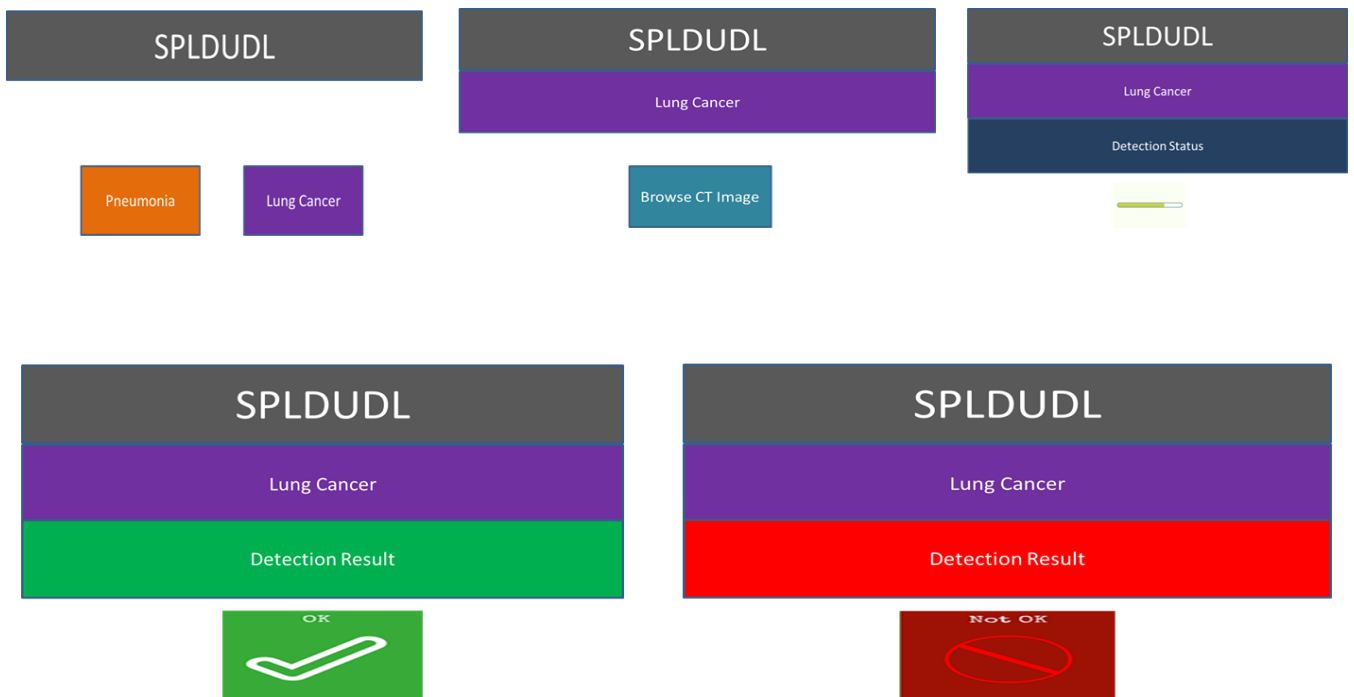 SPLDUDL
Pneumonia
Lung Cancer
SPLDUDL
Lung Cancer
Browse CT Image
SPLDUDL
Lung Cancer
Detection Status
SPLDUDL
Lung Cancer
Detection Result
OK
SPLDUDL
Lung Cancer
Detection Result
Not OK